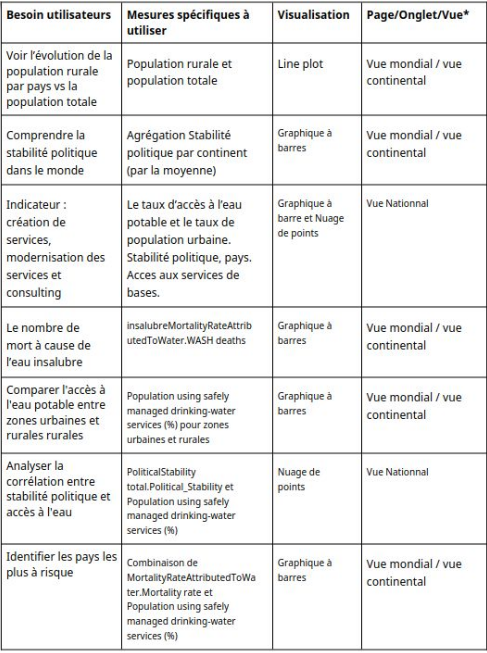 Besoin utilisateurs
Mesures spécifiques à
utiliser
Visualisation
Page/Onglet/Vue*
Voir l’évolution de la
population rurale
par pays vs la
population totale
Population rurale et
population totale
Line plot
Vue mondial / vue
continental
Comprendre la
stabilité politique
dans le monde
Agrégation Stabilité
politique par continent
(par la moyenne)
Graphique à
barres
Vue mondial / vue
continental
Indicateur :
création de
services,
modernisation des
services et
consulting
Le taux d’accès à l’eau
potable et le taux de
population urbaine.
Stabilité politique, pays.
Acces aux services de
bases.
Graphique à
barre et Nuage
de points
Vue Nationnal
Le nombre de
mort à cause de
l’eau insalubre
insalubreMortalityRateAttrib
utedToWater.WASH deaths
Graphique à
barres
Vue mondial / vue
continental
Comparer l'accès à
l'eau potable entre
zones urbaines et
rurales rurales
Population using safely
managed drinking-water
services (%) pour zones
urbaines et rurales
Graphique à
barres
Vue mondial / vue
continental
Analyser la
corrélation entre
stabilité politique et
accès à l'eau
PoliticalStability
total.Political_Stability et
Population using safely
managed drinking-water
services (%)
Nuage de
points
Vue Nationnal
Identifier les pays les
plus à risque
Combinaison de
MortalityRateAttributedToWa
ter.Mortality rate et
Population using safely
managed drinking-water
services (%)
Graphique à
barres
Vue mondial / vue
continental